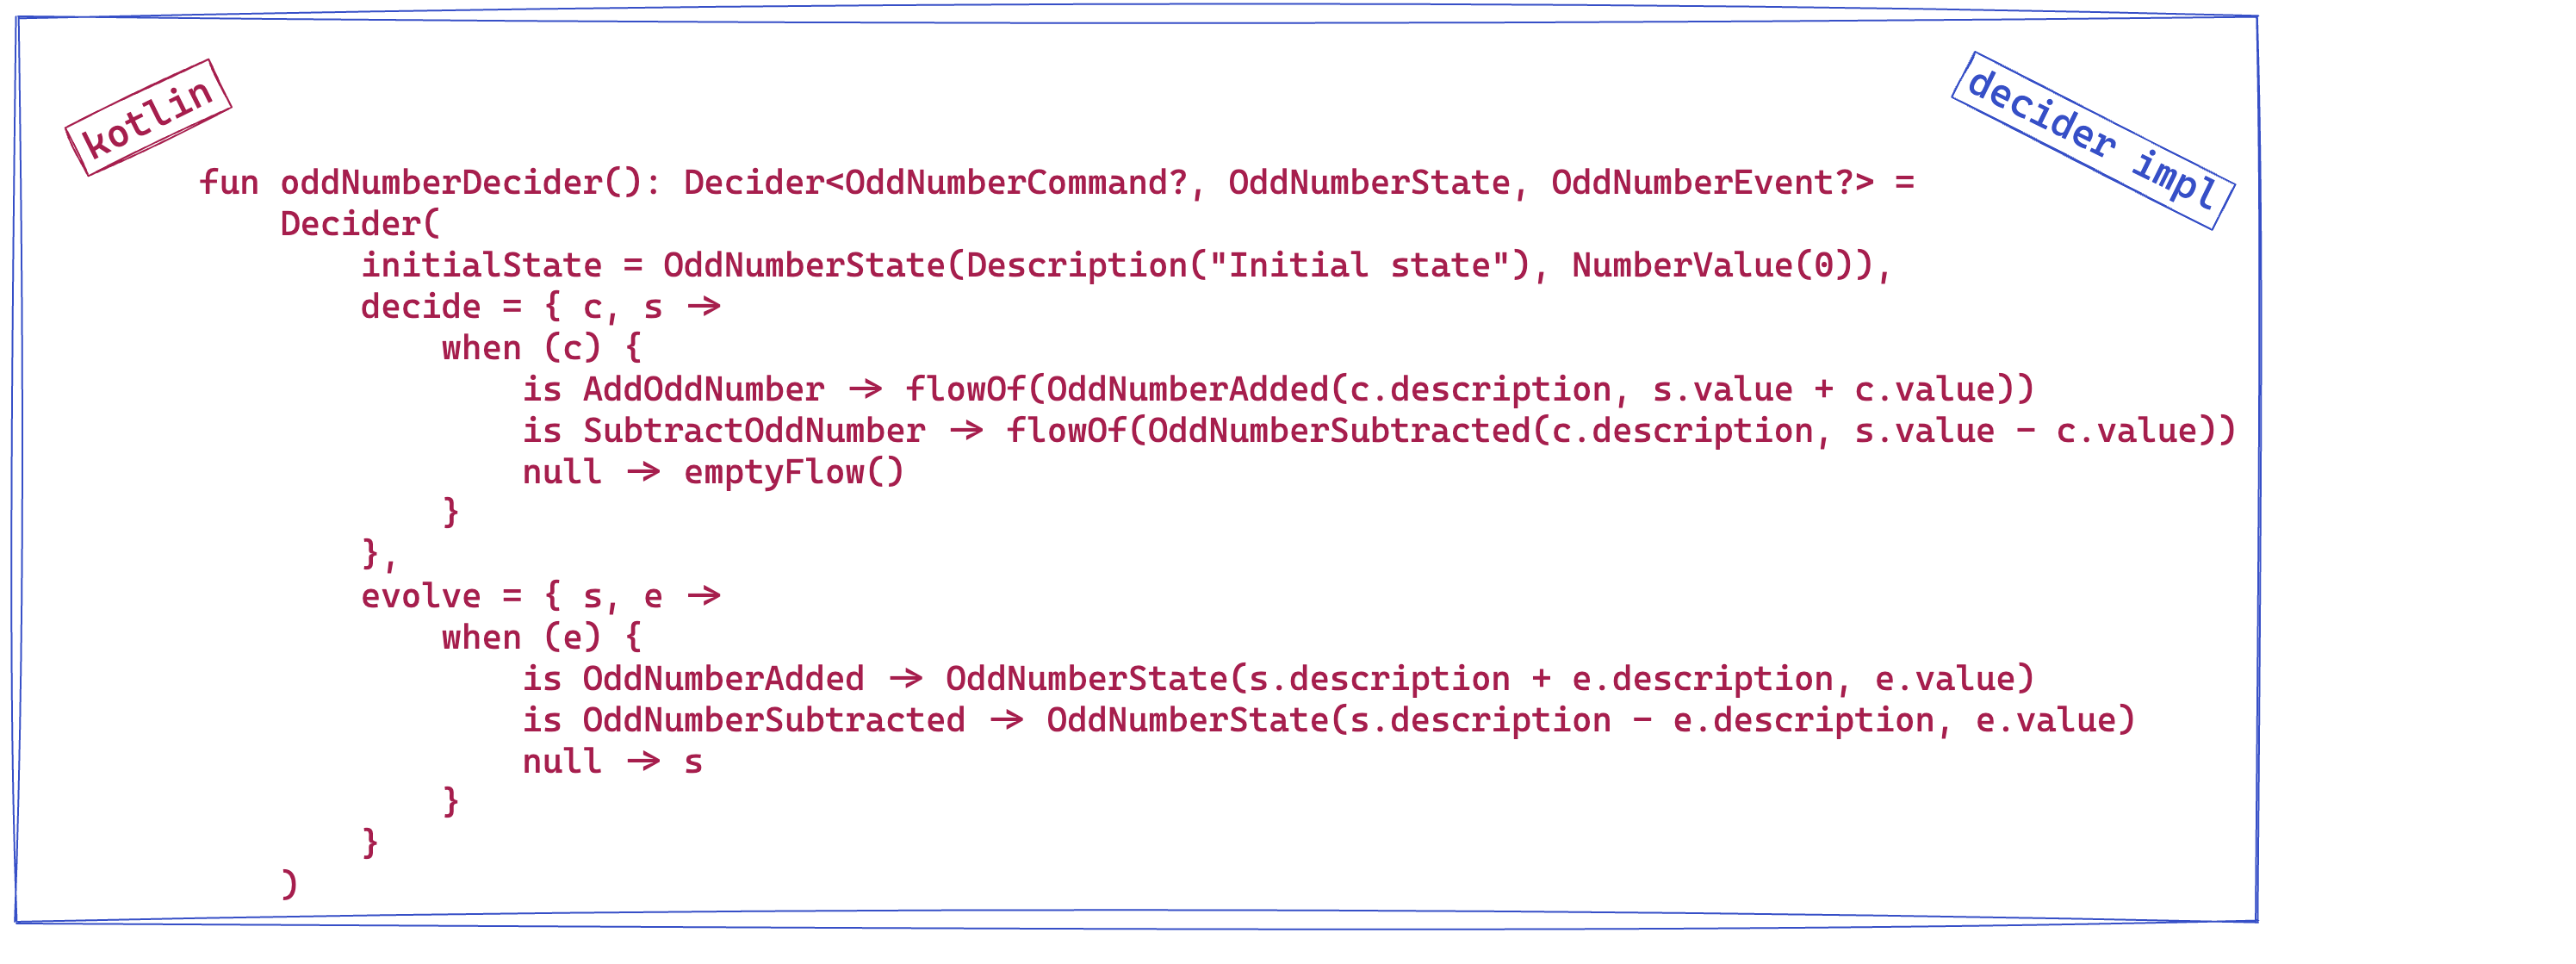 kotlin
decider impl
fun oddNumberDecider(): Decider<OddNumberCommand?, OddNumberState, OddNumberEvent?> =
    Decider(
        initialState = OddNumberState(Description("Initial state"), NumberValue(0)),
        decide = { c, s ->
            when (c) {
                is AddOddNumber -> flowOf(OddNumberAdded(c.description, s.value + c.value))
                is SubtractOddNumber -> flowOf(OddNumberSubtracted(c.description, s.value - c.value))
                null -> emptyFlow()
            }
        },
        evolve = { s, e ->
            when (e) {
                is OddNumberAdded -> OddNumberState(s.description + e.description, e.value)
                is OddNumberSubtracted -> OddNumberState(s.description - e.description, e.value)
                null -> s
            }
        }
    )